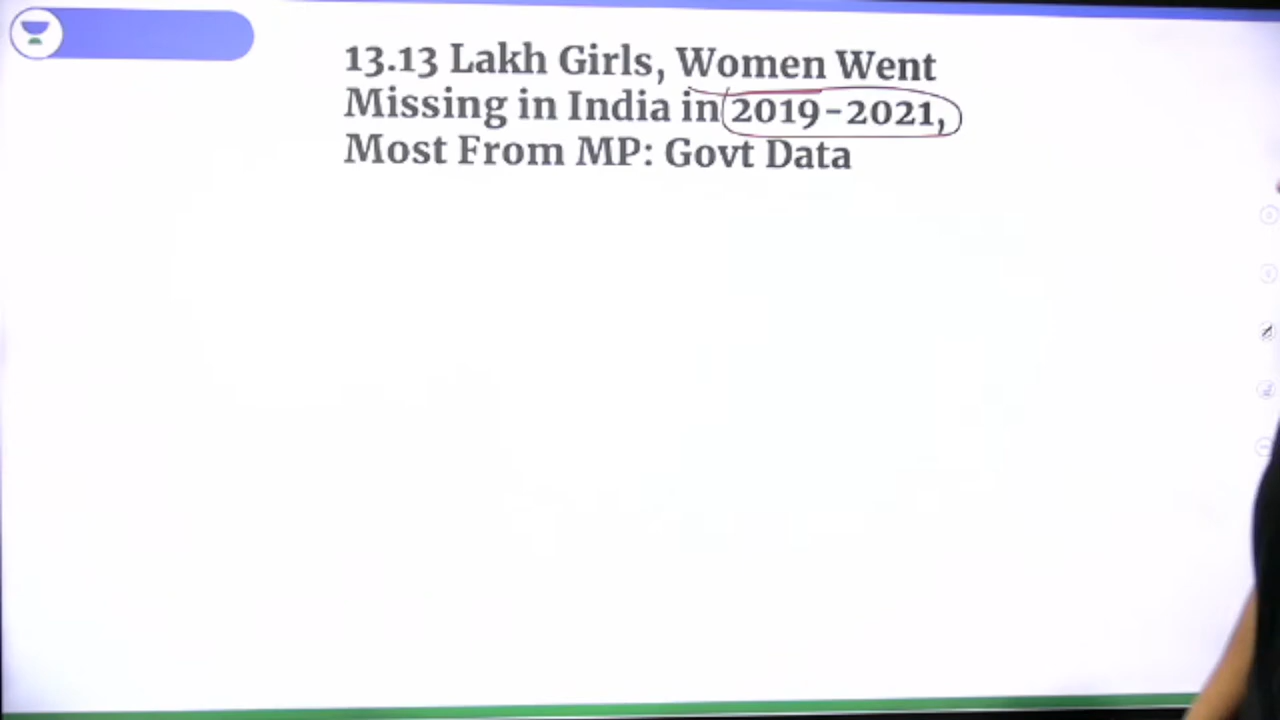 13.13 Lakh Girls, Women Went
Missing in India in 2019-2021,
Most From MP: Govt Data